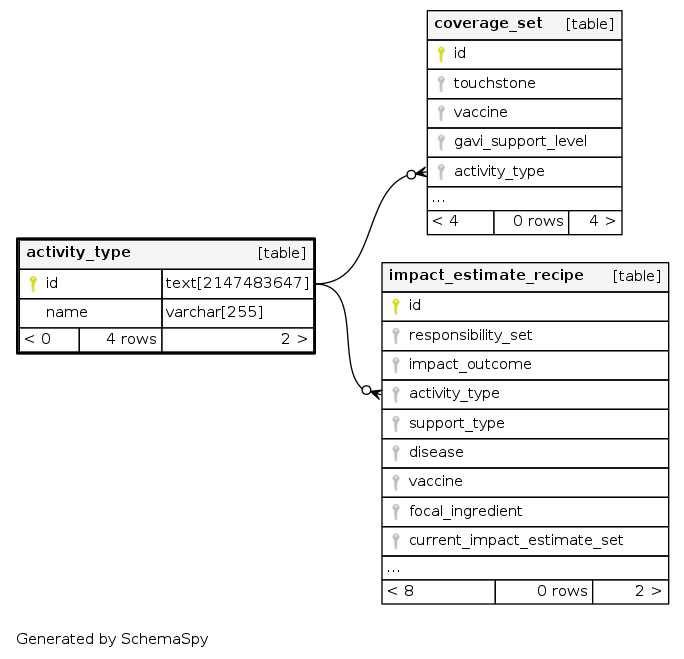 coverage_set [table]
id
touchstone
vaccine
gavi_support_level
activity_type
...
< 4 0 rows 4 >
activity_type [table]
id text[2147483647]
name varchar[255]
< 0 4 rows 2 >
impact_estimate_recipe [table]
id
responsibility_set
impact_outcome
activity_type
support_type
disease
vaccine
focal_ingredient
current_impact_estimate_set
...
< 8 0 rows 2 >
Generated by SchemaSpy